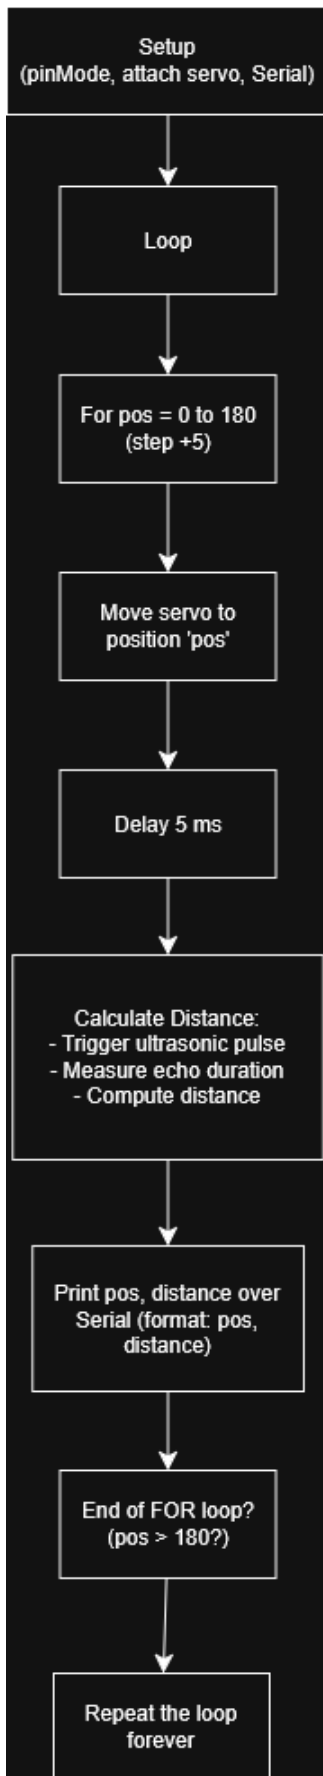 Setup
(pinMode, attach servo, Serial)
Loop
For pos = 0 to 180
(step +5)
Move servo to
position 'pos'
Delay 5 ms
Calculate Distance:
- Trigger ultrasonic pulse
- Measure echo duration
- Compute distance
Print pos, distance over
Serial (format: pos,
distance)
End of FOR loop?
(pos > 180?)
Repeat the loop
forever